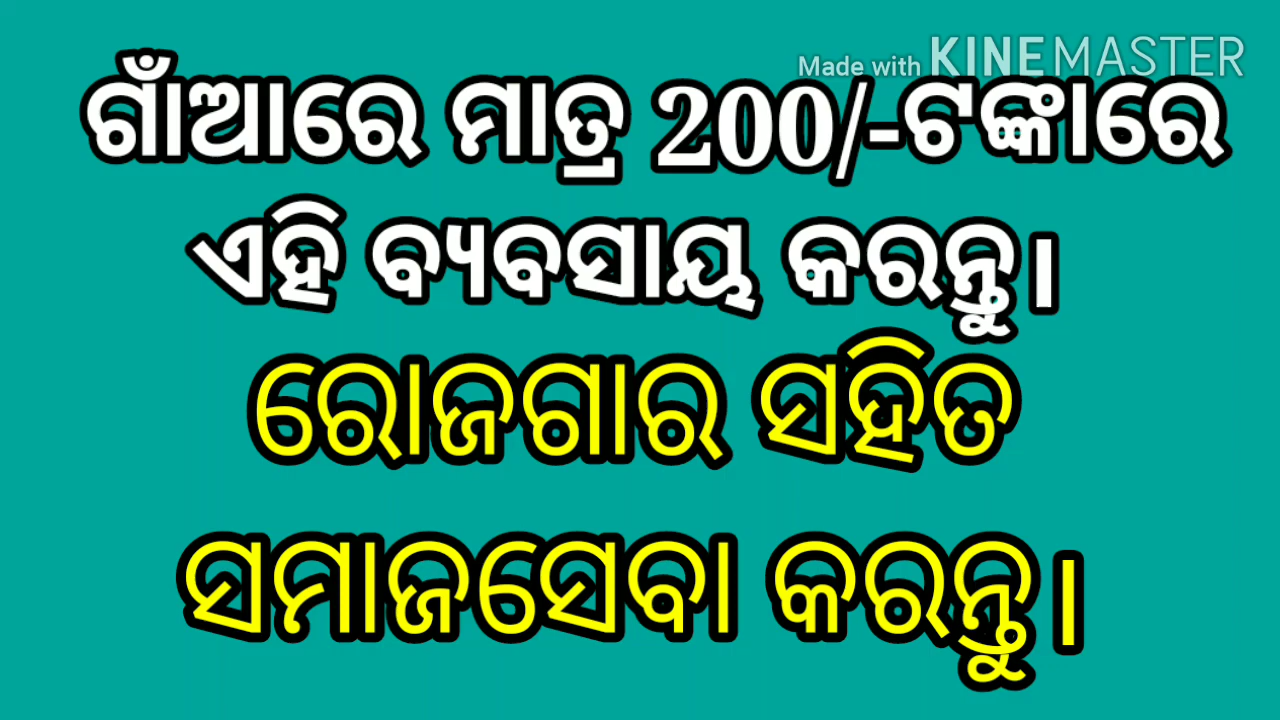 Made with KINEMASTER
ଗାଁଆରେ ମାତ୍ର 200/-ଟଙ୍କାରେ
ଏହି ବ୍ୟବସାୟ କରନ୍ତୁ।
ରୋଜଗାର ସହିତ
ସମାଜସେବା କରନ୍ତୁ।